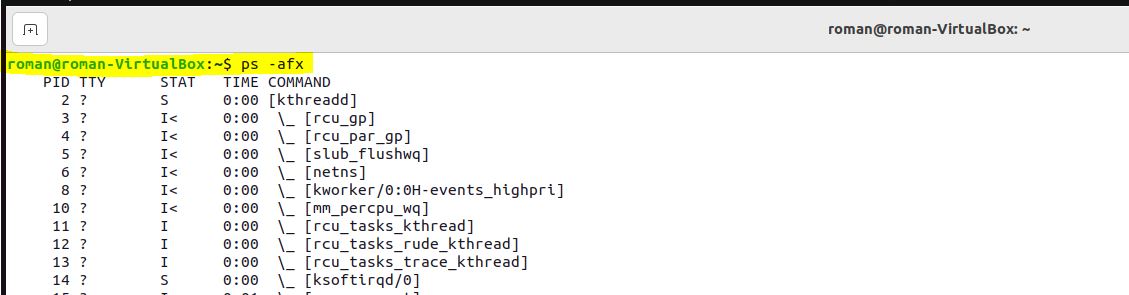 roman@roman-VirtualBox: ~
roman@roman-VirtualBox:~$ ps -afx
    PID TTY      STAT   TIME COMMAND
      2 ?        S      0:00 [kthreadd]
      3 ?        I<     0:00  \_ [rcu_gp]
      4 ?        I<     0:00  \_ [rcu_par_gp]
      5 ?        I<     0:00  \_ [slub_flushwq]
      6 ?        I<     0:00  \_ [netns]
      8 ?        I<     0:00  \_ [kworker/0:0H-events_highpri]
     10 ?        I<     0:00  \_ [mm_percpu_wq]
     11 ?        I      0:00  \_ [rcu_tasks_kthread]
     12 ?        I      0:00  \_ [rcu_tasks_rude_kthread]
     13 ?        I      0:00  \_ [rcu_tasks_trace_kthread]
     14 ?        S      0:00  \_ [ksoftirqd/0]